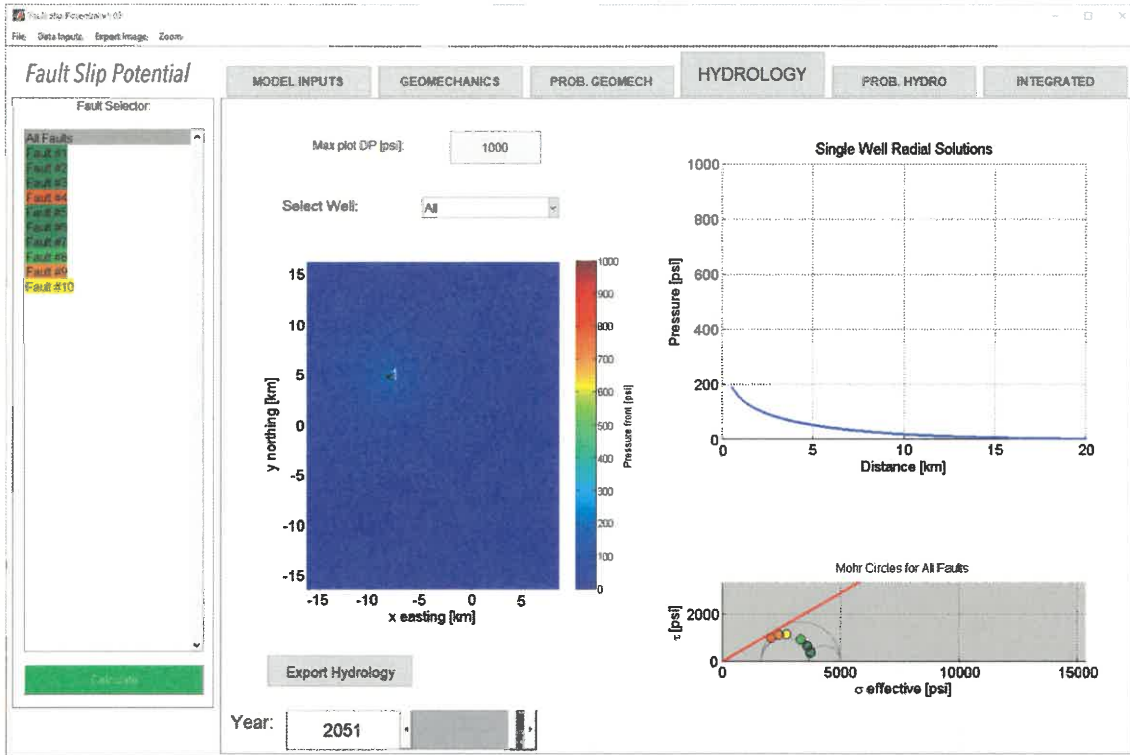 Fault Slip Potential v1.07
File Data Inputs Export Image Zoom
Fault Slip Potential
MODEL INPUTS
GEOMECHANICS
PROB. GEOMECH
HYDROLOGY
PROB. HYDRO
INTEGRATED
Fault Selector:
All Faults
Fault #1
Fault #2
Fault #3
Fault #4
Fault #5
Fault #6
Fault #7
Fault #8
Fault #9
Fault #10
Calculate
Max plot DP [psi]:
1000
Select Well:
All
15
10
5
0
-5
-10
-15
y northing [km]
-15 -10 -5 0 5
x easting [km]
1000
900
800
700
600
500
400
300
200
100
0
Pressure front [psi]
Export Hydrology
Year:
2051
Single Well Radial Solutions
1000
800
600
400
200
0
Pressure [psi]
0 5 10 15 20
Distance [km]
Mohr Circles for All Faults
2000
0
τ [psi]
0 5000 10000 15000
σ effective [psi]